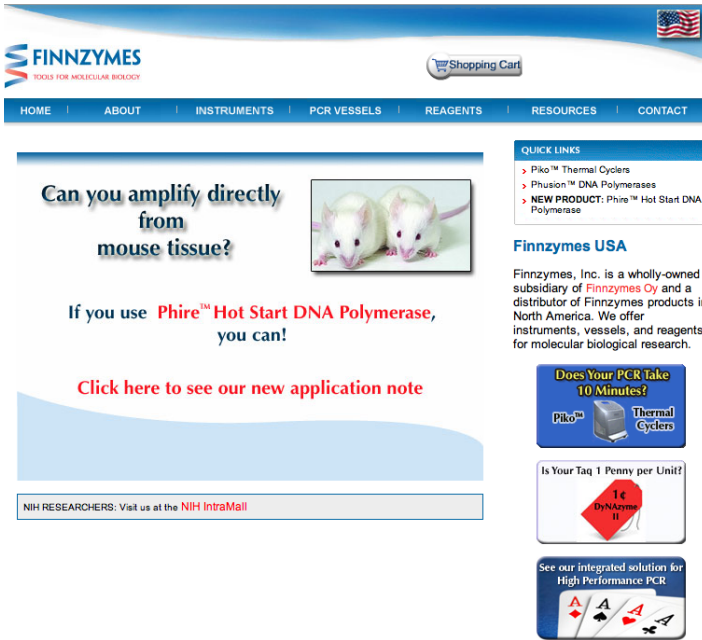 FINNZYMES
TOOLS FOR MOLECULAR BIOLOGY
Shopping Cart
HOME | ABOUT | INSTRUMENTS | PCR VESSELS | REAGENTS | RESOURCES | CONTACT
Can you amplify directly
from
mouse tissue?
If you use Phire™ Hot Start DNA Polymerase,
you can!
Click here to see our new application note
NIH RESEARCHERS: Visit us at the NIH IntraMall
QUICK LINKS
Piko™ Thermal Cyclers
Phusion™ DNA Polymerases
NEW PRODUCT: Phire™ Hot Start DNA
Polymerase
Finnzymes USA
Finnzymes, Inc. is a wholly-owned
subsidiary of Finnzymes Oy and a
distributor of Finnzymes products i
North America. We offer
instruments, vessels, and reagents
for molecular biological research.
Does Your PCR Take
10 Minutes?
Piko™ Thermal
Cyclers
Is Your Taq 1 Penny per Unit?
1¢
DyNAzyme
II
See our integrated solution for
High Performance PCR
A A A A